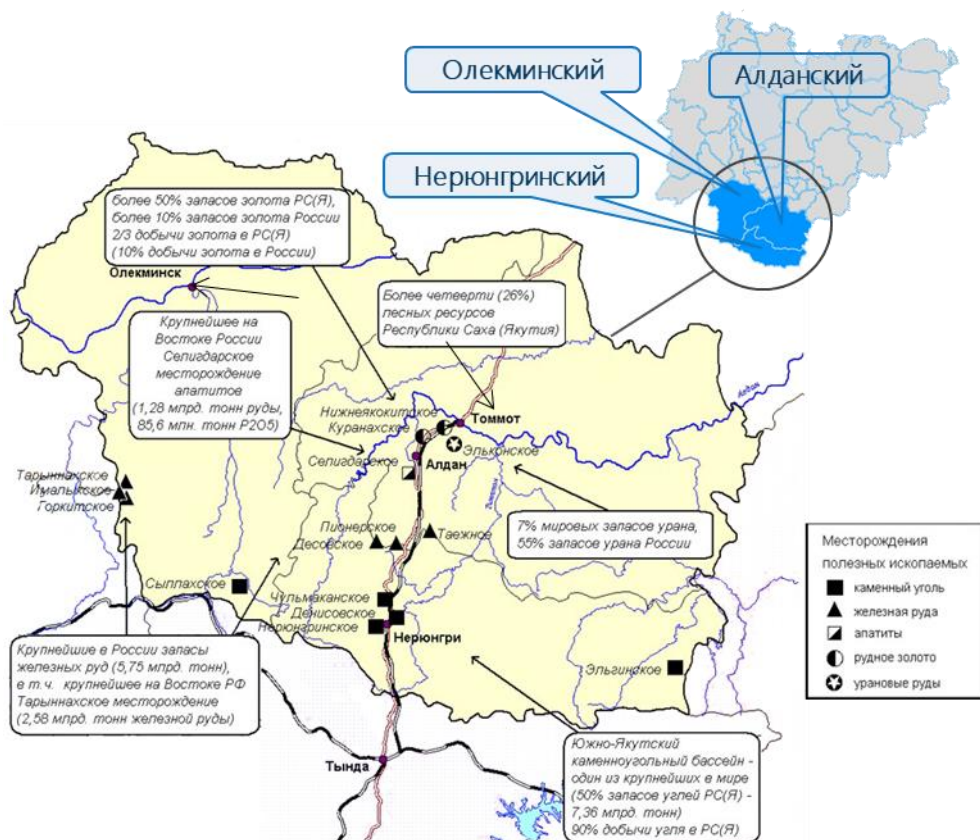 Олекминский
Алданский
Нерюнгринский
более 50% запасов золота РС(Я),
более 10% запасов золота России
2/3 добычи золота в РС(Я)
(10% добычи золота в России)
Олекминск
Более четверти (26%)
лесных ресурсов
Республики Саха (Якутия)
Крупнейшее на
Востоке России
Селигдарское
месторождение
апатитов
(1,28 млрд. тонн руды,
85,6 млн. тонн P2O5)
Алдан
Нижнеякокитское
Куранахское
Томмот
Эльконское
Селигдарское
Алдан
Тарыннахское
Ималыкское
Горкитское
7% мировых запасов урана,
55% запасов урана России
Пионерское
Десовское
Таежное
Сыллахское
Чульмаканское
Денисовское
Нерюнгринское
Нерюнгри
Эльгинское
Месторождения
полезных ископаемых
каменный уголь
железная руда
апатиты
рудное золото
урановые руды
Крупнейшие в России запасы
железных руд (5,75 млрд. тонн),
в т.ч. крупнейшее на Востоке РФ
Тарыннахское месторождение
(2,58 млрд. тонн железной руды)
Тында
Южно-Якутский
каменноугольный бассейн -
один из крупнейших в мире
(50% запасов углей РС(Я) -
7,36 млрд. тонн)
90% добычи угля в РС(Я)